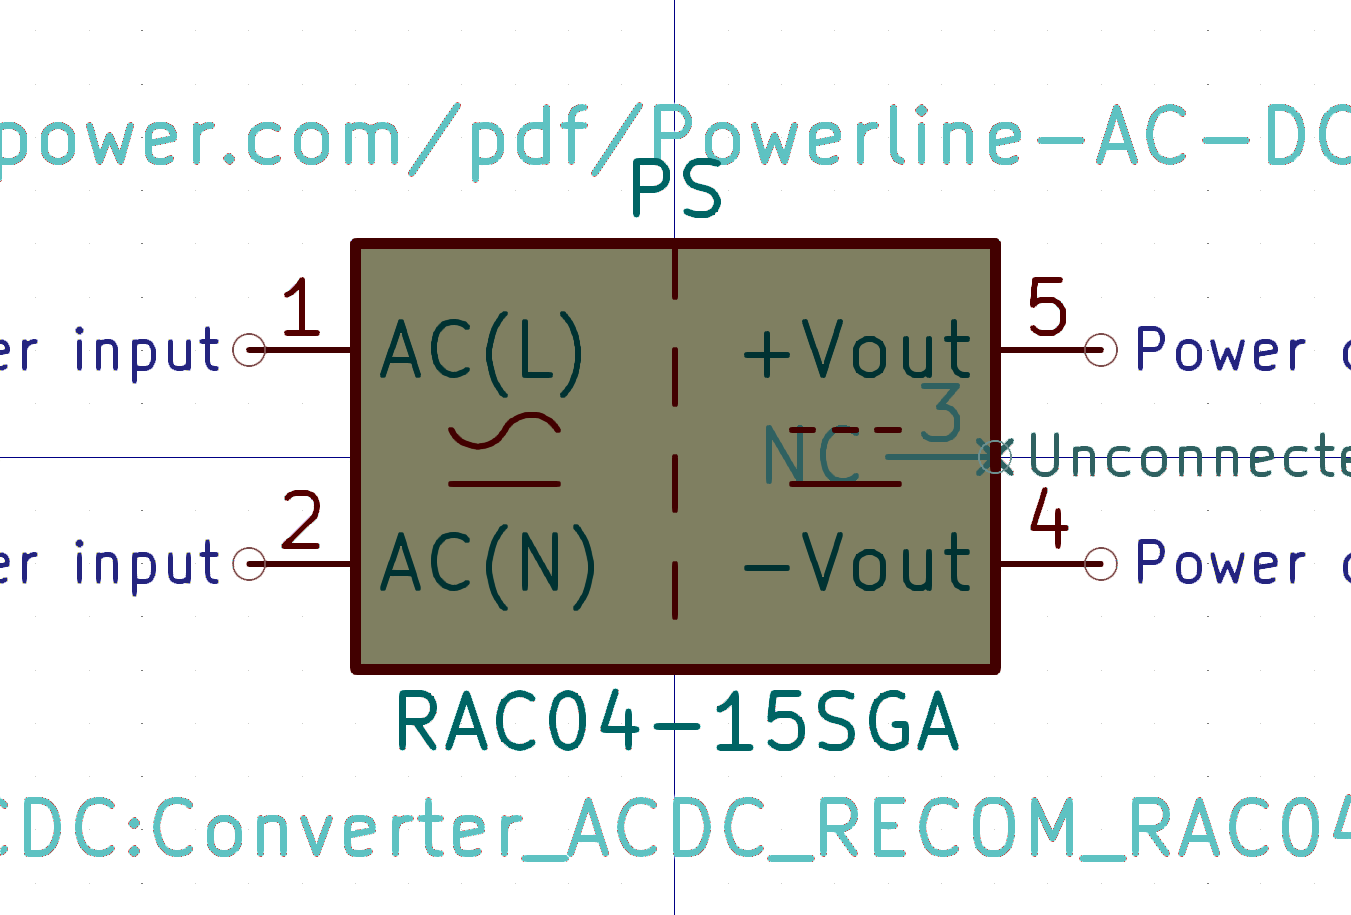 power.com/pdf/Powerline-AC-DC
PS
1
5
er input
AC(L)
+Vout
Power
3
NC
Unconnecte
2
4
er input
AC(N)
-Vout
Power
RAC04-15SGA
CDC:Converter_ACDC_RECOM_RAC04